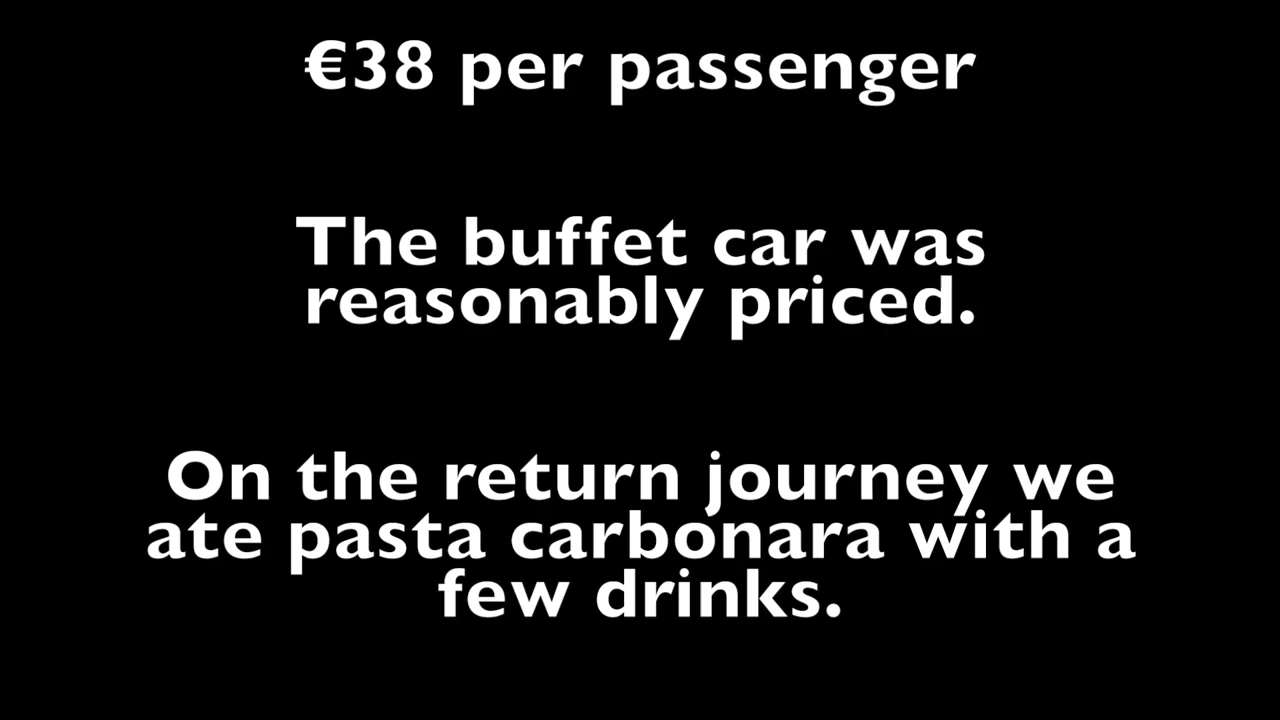 €38 per passenger
The buffet car was
reasonably priced.
On the return journey we
ate pasta carbonara with a
few drinks.